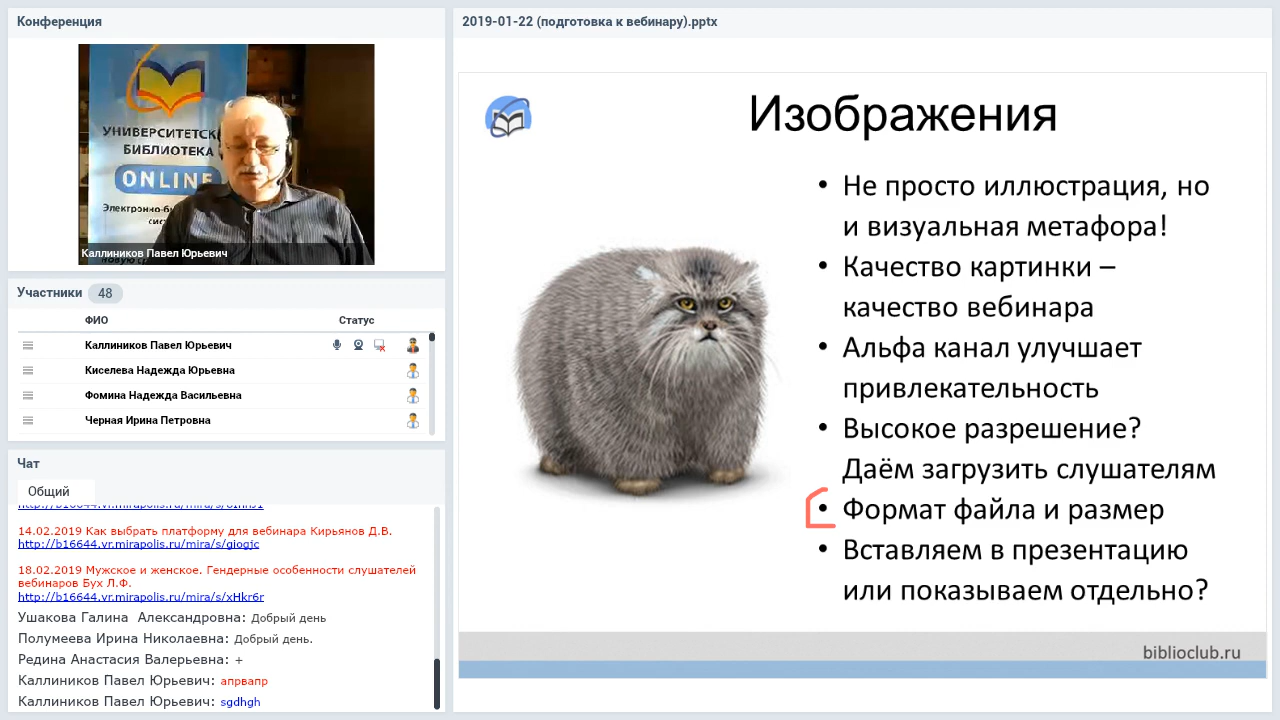 Конференция
УНИВЕРСИТЕТСК
БИБЛИОТЕКА
ONLINE
Каллиников Павел Юрьевич
Участники 48
ФИО Статус
Каллиников Павел Юрьевич
Киселева Надежда Юрьевна
Фомина Надежда Васильевна
Черная Ирина Петровна
Чат
Общий
14.02.2019 Как выбрать платформу для вебинара Кирьянов Д.В.
http://b16644.vr.mirapolis.ru/mira/s/giogjc
18.02.2019 Мужское и женское. Гендерные особенности слушателей
вебинаров Бух Л.Ф.
http://b16644.vr.mirapolis.ru/mira/s/xHkr6r
Ушакова Галина Александровна: Добрый день
Полумеева Ирина Николаевна: Добрый день.
Редина Анастасия Валерьевна: +
Каллиников Павел Юрьевич: апрвапр
Каллиников Павел Юрьевич: sgdhgh
2019-01-22 (подготовка к вебинару).pptx
Изображения
• Не просто иллюстрация, но
и визуальная метафора!
• Качество картинки –
качество вебинара
• Альфа канал улучшает
привлекательность
• Высокое разрешение?
Даём загрузить слушателям
• Формат файла и размер
• Вставляем в презентацию
или показываем отдельно?
biblioclub.ru